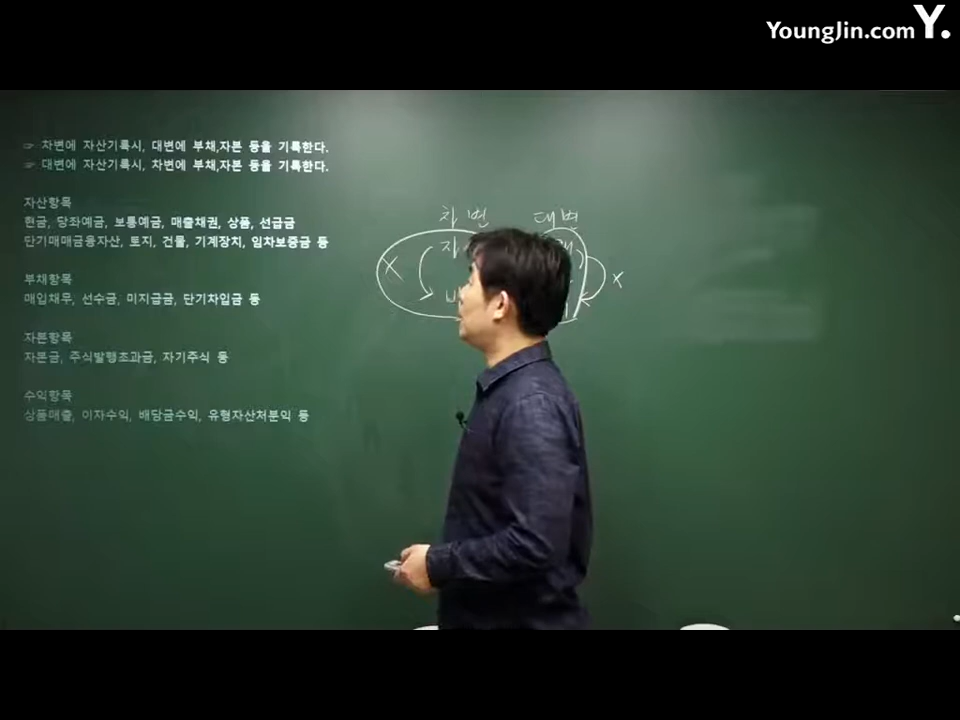 YoungJin.com Y.
☞ 차변에 자산기록시, 대변에 부채,자본 등을 기록한다.
☞ 대변에 자산기록시, 차변에 부채,자본 등을 기록한다.
자산항목
현금, 당좌예금, 보통예금, 매출채권, 상품, 선급금
단기매매금융자산, 토지, 건물, 기계장치, 임차보증금 등
부채항목
매입채무, 선수금, 미지급금, 단기차입금 등
자본항목
자본금, 주식발행초과금, 자기주식 등
수익항목
상품매출, 이자수익, 배당금수익, 유형자산처분익 등
차변 대변
X
X